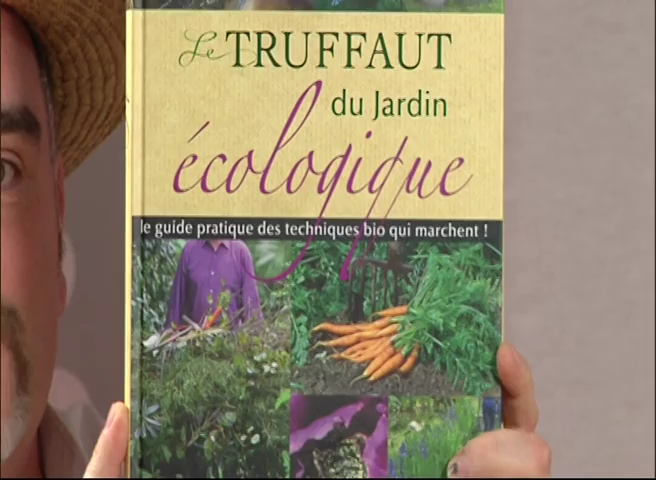 Le TRUFFAUT
du Jardin
écologique
le guide pratique des techniques bio qui marchent !